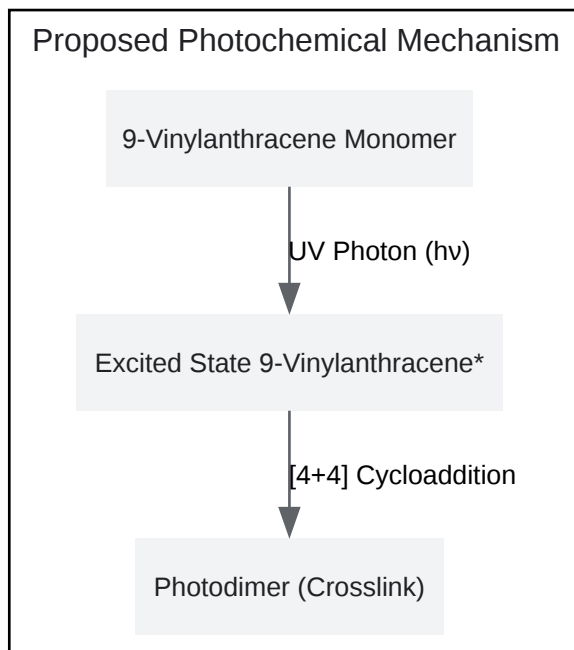 Proposed Photochemical Mechanism
9-Vinylanthracene Monomer
UV Photon (hν)
Excited State 9-Vinylanthracene*
[4+4] Cycloaddition
Photodimer (Crosslink)